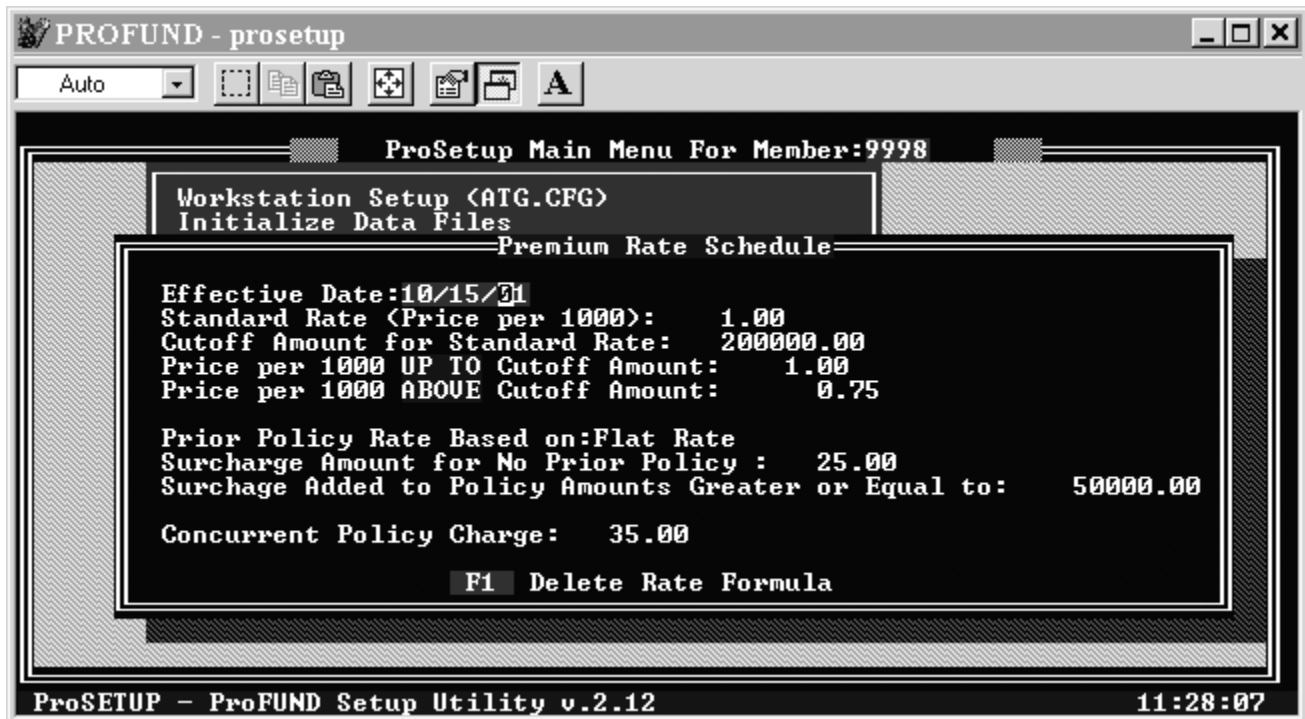 PROFUND - prosetup
Auto
A
ProSetup Main Menu For Member:9998
Workstation Setup (ATG.CFG)
Initialize Data Files
Premium Rate Schedule
Effective Date:10/15/01
Standard Rate (Price per 1000): 1.00
Cutoff Amount for Standard Rate: 200000.00
Price per 1000 UP TO Cutoff Amount: 1.00
Price per 1000 ABOVE Cutoff Amount: 0.75
Prior Policy Rate Based on:Flat Rate
Surcharge Amount for No Prior Policy : 25.00
Surchage Added to Policy Amounts Greater or Equal to: 50000.00
Concurrent Policy Charge: 35.00
F1 Delete Rate Formula
ProSETUP - ProFUND Setup Utility v.2.12 11:28:07